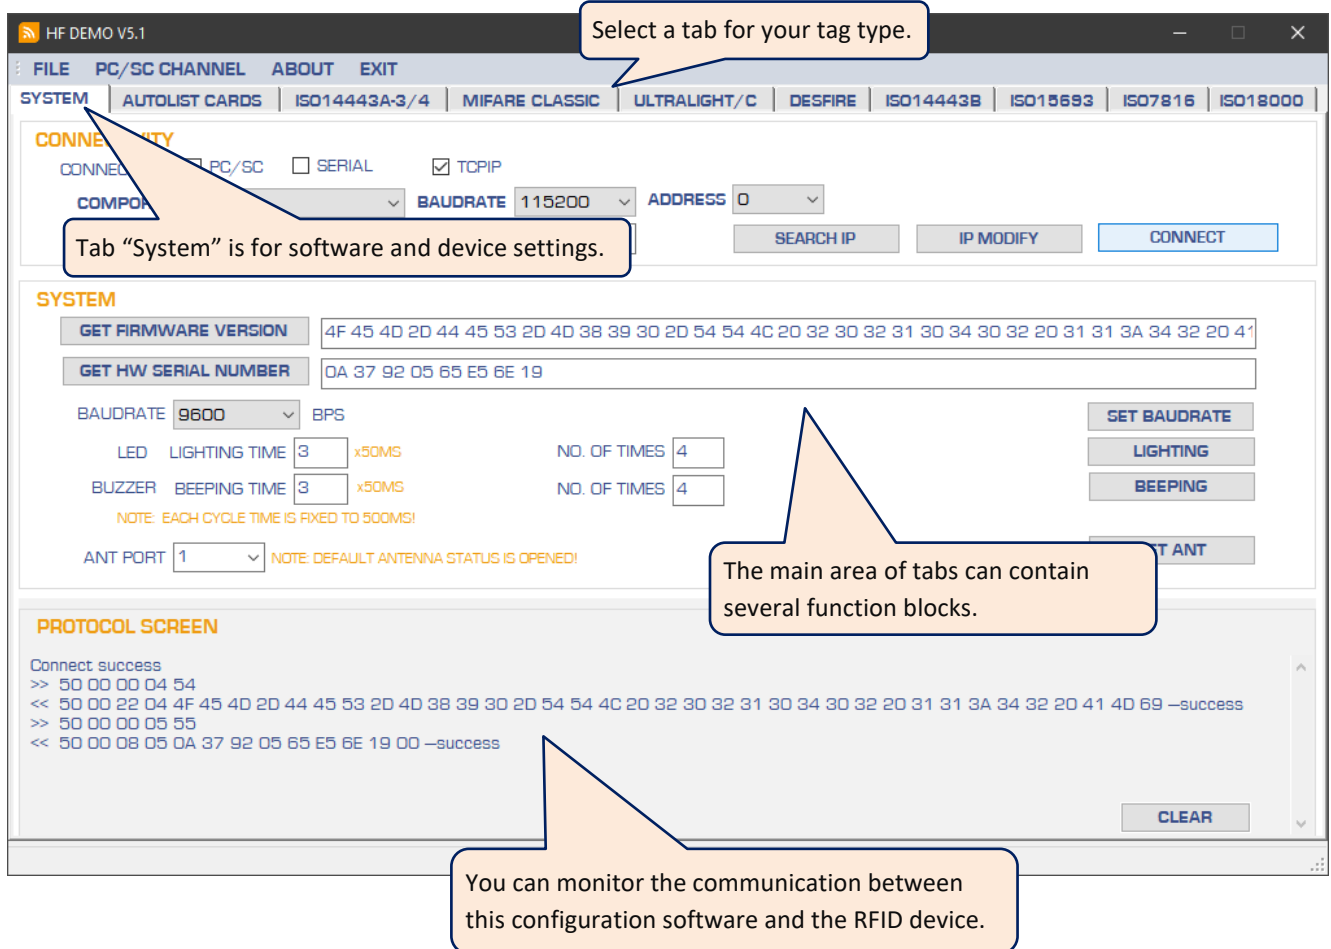 HF DEMO V5.1
Select a tab for your tag type.
FILE PC/SC CHANNEL ABOUT EXIT
SYSTEM AUTOLIST CARDS ISO14443A-3/4 MIFARE CLASSIC ULTRALIGHT/C DESFIRE ISO14443B ISO15693 ISO7816 ISO18000
PC/SC SERIAL TCPIP
BAUDRATE 115200 ADDRESS 0
Tab “System” is for software and device settings.
SEARCH IP IP MODIFY CONNECT
SYSTEM
GET FIRMWARE VERSION 4F 45 4D 2D 44 45 53 2D 4D 38 39 30 2D 54 54 4C 20 32 30 32 31 30 34 30 32 20 31 31 3A 34 32 20 41
GET HW SERIAL NUMBER 0A 37 92 05 65 E5 6E 19
BAUDRATE 9600 BPS SET BAUDRATE
LED LIGHTING TIME 3 x50MS NO. OF TIMES 4 LIGHTING
BUZZER BEEPING TIME 3 x50MS NO. OF TIMES 4 BEEPING
NOTE: EACH CYCLE TIME IS FIXED TO 500MS!
ANT PORT 1 NOTE: DEFAULT ANTENNA STATUS IS OPENED! ANT
The main area of tabs can contain
several function blocks.
PROTOCOL SCREEN
Connect success
>> 50 00 00 04 54
<< 50 00 22 04 4F 45 4D 2D 44 45 53 2D 4D 38 39 30 2D 54 54 4C 20 32 30 32 31 30 34 30 32 20 31 31 3A 34 32 20 41 4D 69 —success
>> 50 00 00 05 55
<< 50 00 08 05 0A 37 92 05 65 E5 6E 19 00 —success
CLEAR
You can monitor the communication between
this configuration software and the RFID device.